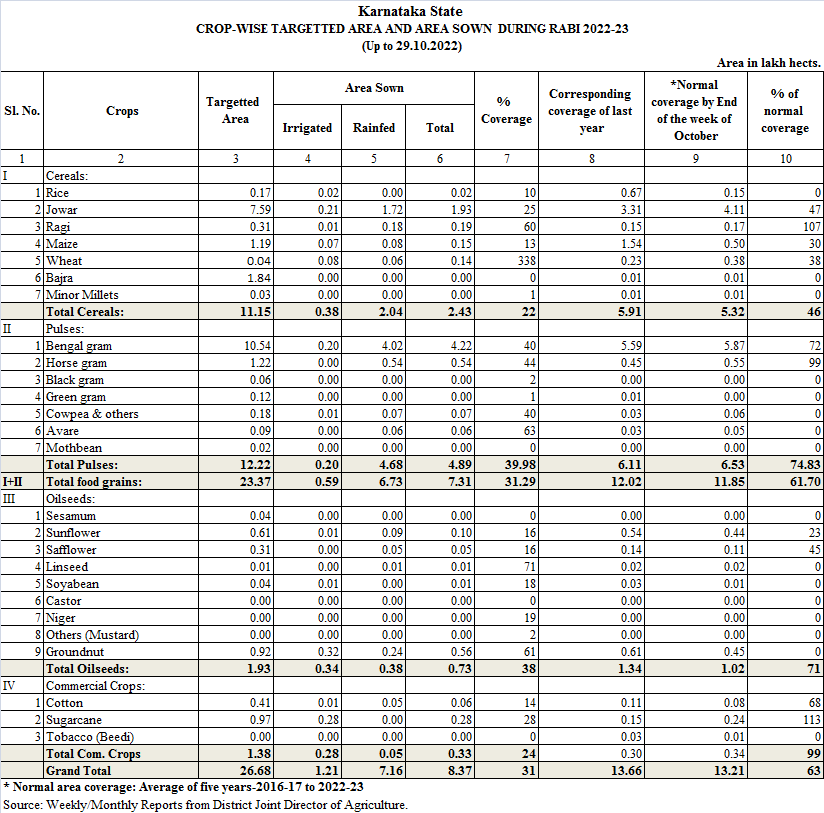 Karnataka State
CROP-WISE TARGETTED AREA AND AREA SOWN DURING RABI 2022-23
(Up to 29.10.2022)
Area in lakh hects.
Sl. No. Crops Targetted Area Area Sown % Coverage Corresponding coverage of last year *Normal coverage by End of the week of October % of normal coverage
Irrigated Rainfed Total
1 2 3 4 5 6 7 8 9 10
I Cereals:
1 Rice 0.17 0.02 0.00 0.02 10 0.67 0.15 0
2 Jowar 7.59 0.21 1.72 1.93 25 3.31 4.11 47
3 Ragi 0.31 0.01 0.18 0.19 60 0.15 0.17 107
4 Maize 1.19 0.07 0.08 0.15 13 1.54 0.50 30
5 Wheat 0.04 0.08 0.06 0.14 338 0.23 0.38 38
6 Bajra 1.84 0.00 0.00 0.00 0 0.01 0.01 0
7 Minor Millets 0.03 0.00 0.00 0.00 1 0.01 0.01 0
Total Cereals: 11.15 0.38 2.04 2.43 22 5.91 5.32 46
II Pulses:
1 Bengal gram 10.54 0.20 4.02 4.22 40 5.59 5.87 72
2 Horse gram 1.22 0.00 0.54 0.54 44 0.45 0.55 99
3 Black gram 0.06 0.00 0.00 0.00 2 0.00 0.00 0
4 Green gram 0.12 0.00 0.00 0.00 1 0.01 0.00 0
5 Cowpea & others 0.18 0.01 0.07 0.07 40 0.03 0.06 0
6 Avare 0.09 0.00 0.06 0.06 63 0.03 0.05 0
7 Mothbean 0.02 0.00 0.00 0.00 0 0.00 0.00 0
Total Pulses: 12.22 0.20 4.68 4.89 39.98 6.11 6.53 74.83
I+II Total food grains: 23.37 0.59 6.73 7.31 31.29 12.02 11.85 61.70
III Oilseeds:
1 Sesamum 0.04 0.00 0.00 0.00 0 0.00 0.00 0
2 Sunflower 0.61 0.01 0.09 0.10 16 0.54 0.44 23
3 Safflower 0.31 0.00 0.05 0.05 16 0.14 0.11 45
4 Linseed 0.01 0.00 0.01 0.01 71 0.02 0.02 0
5 Soyabean 0.04 0.01 0.00 0.01 18 0.03 0.01 0
6 Castor 0.00 0.00 0.00 0.00 0 0.00 0.00 0
7 Niger 0.00 0.00 0.00 0.00 19 0.00 0.00 0
8 Others (Mustard) 0.00 0.00 0.00 0.00 2 0.00 0.00 0
9 Groundnut 0.92 0.32 0.24 0.56 61 0.61 0.45 0
Total Oilseeds: 1.93 0.34 0.38 0.73 38 1.34 1.02 71
IV Commercial Crops:
1 Cotton 0.41 0.01 0.05 0.06 14 0.11 0.08 68
2 Sugarcane 0.97 0.28 0.00 0.28 28 0.15 0.24 113
3 Tobacco (Beedi) 0.00 0.00 0.00 0.00 0 0.03 0.01 0
Total Com. Crops 1.38 0.28 0.05 0.33 24 0.30 0.34 99
Grand Total 26.68 1.21 7.16 8.37 31 13.66 13.21 63
* Normal area coverage: Average of five years-2016-17 to 2022-23
Source: Weekly/Monthly Reports from District Joint Director of Agriculture.